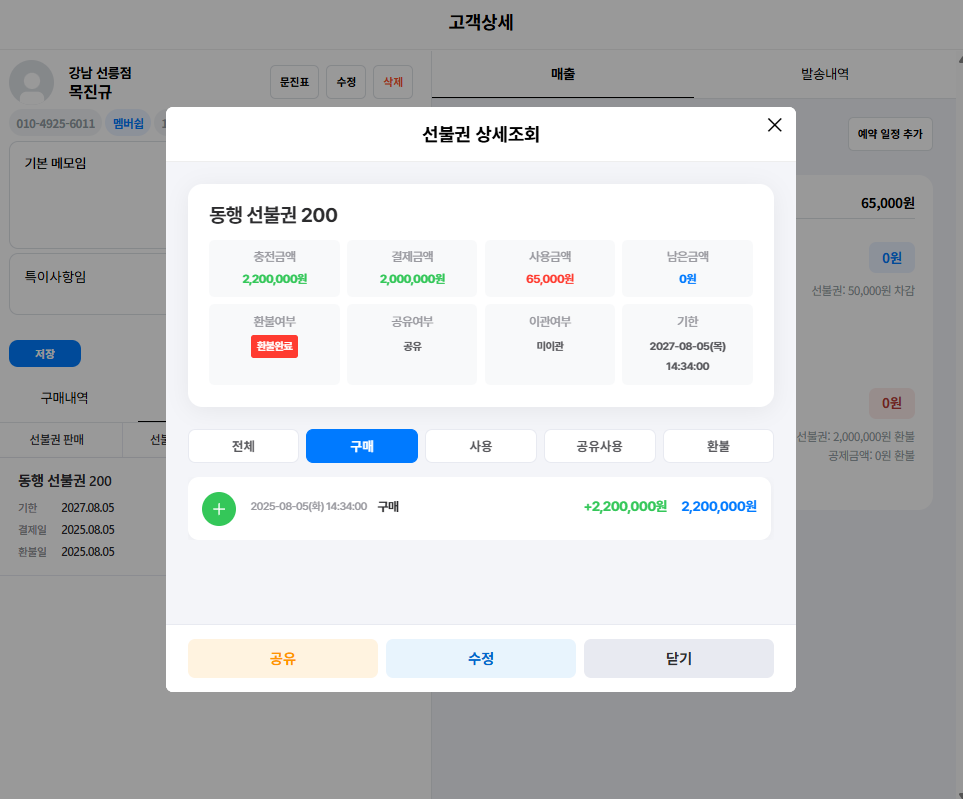 고객상세
강남 선릉점
목진규
문진표
수정
삭제
매출
발송내역
010-4925-6011
멤버쉽
기본 메모임
특이사항임
저장
구매내역
선불권 판매
동행 선불권 200
기한 2027.08.05
결제일 2025.08.05
환불일 2025.08.05
예약 일정 추가
65,000원
0원
선불권: 50,000원 차감
0원
선불권: 2,000,000원 환불
공제금액: 0원 환불
선불권 상세조회
동행 선불권 200
충전금액 결제금액 사용금액 남은금액
2,200,000원 2,000,000원 65,000원 0원
환불여부 공유여부 이관여부 기한
환불완료 공유 미이관 2027-08-05(목)
14:34:00
전체 구매 사용 공유사용 환불
2025-08-05(화) 14:34:00 구매 +2,200,000원 2,200,000원
공유 수정 닫기